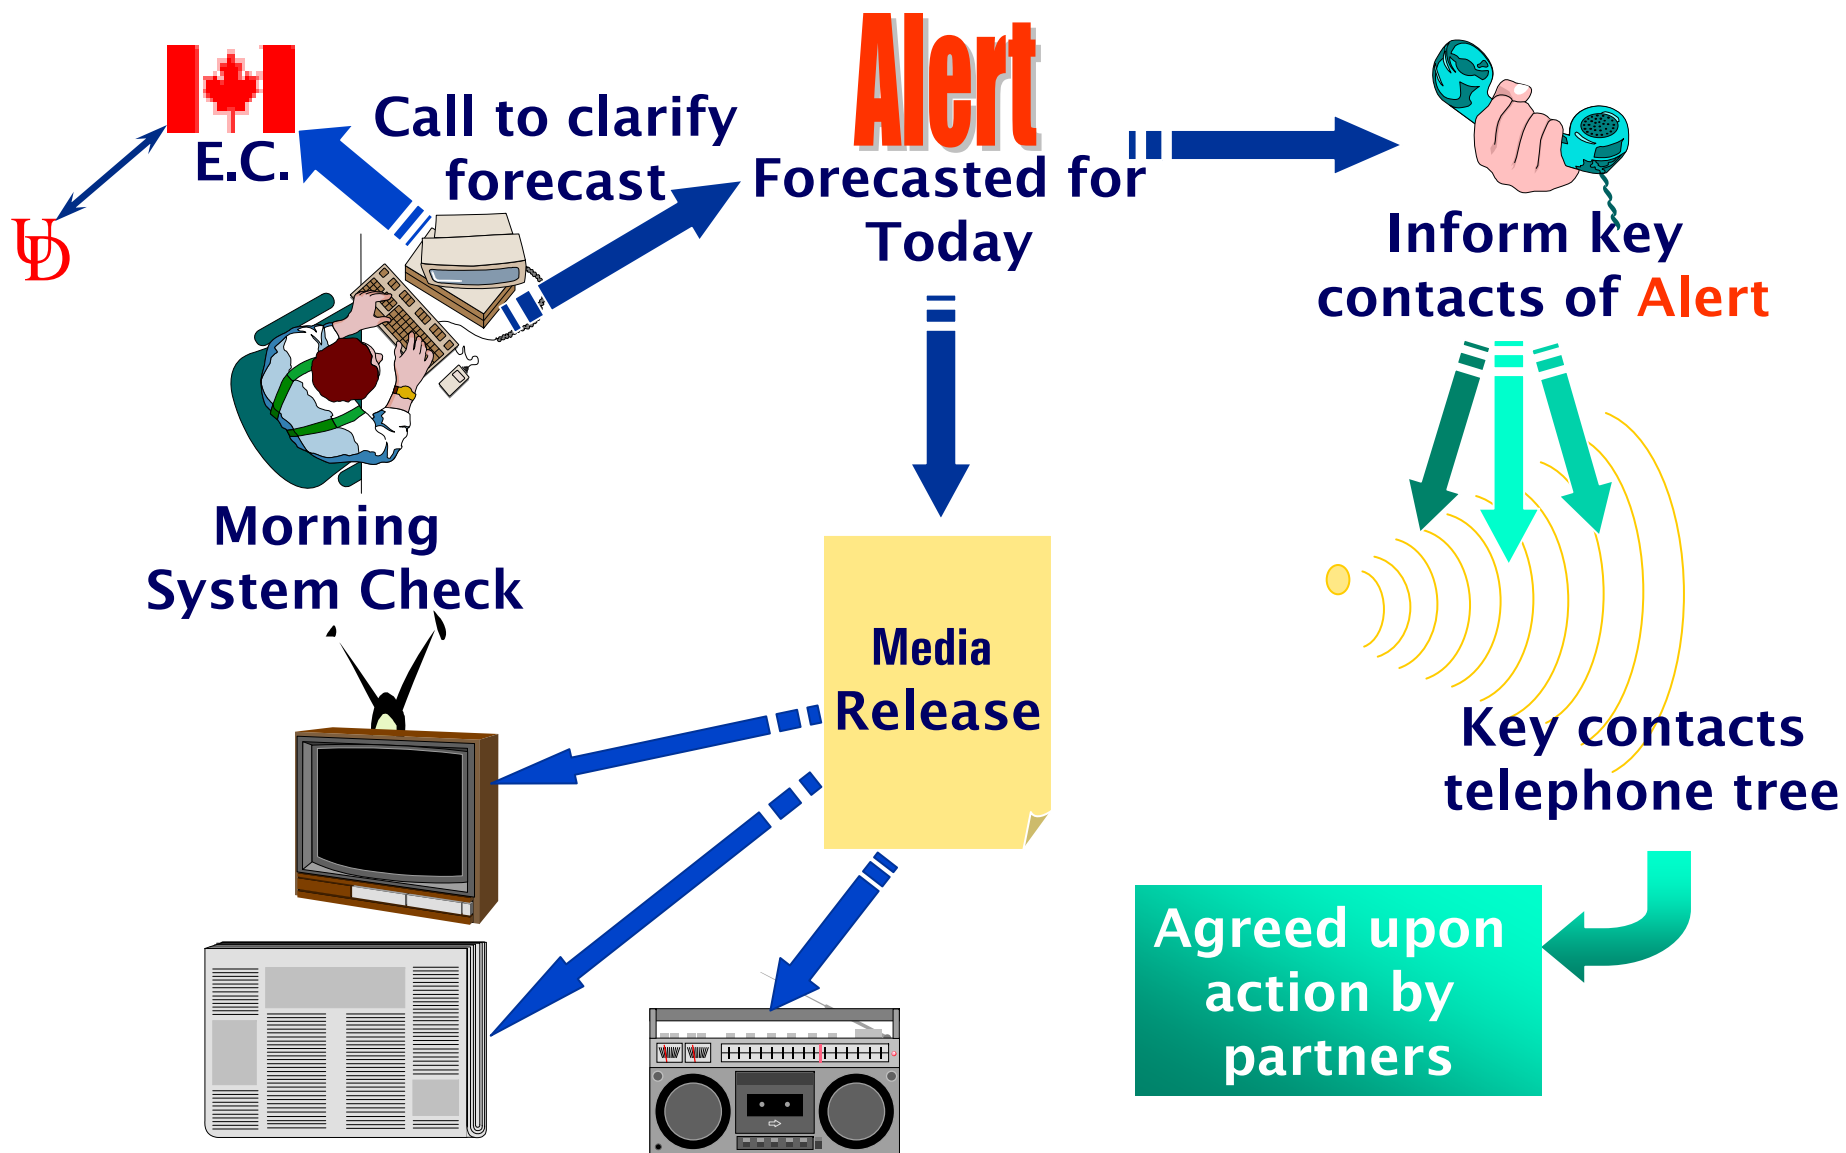 E.C.
UD
Call to clarify
forecast
Alert
Forecasted for
Today
Inform key
contacts of Alert
Morning
System Check
Media
Release
Key contacts
telephone tree
Agreed upon
action by
partners